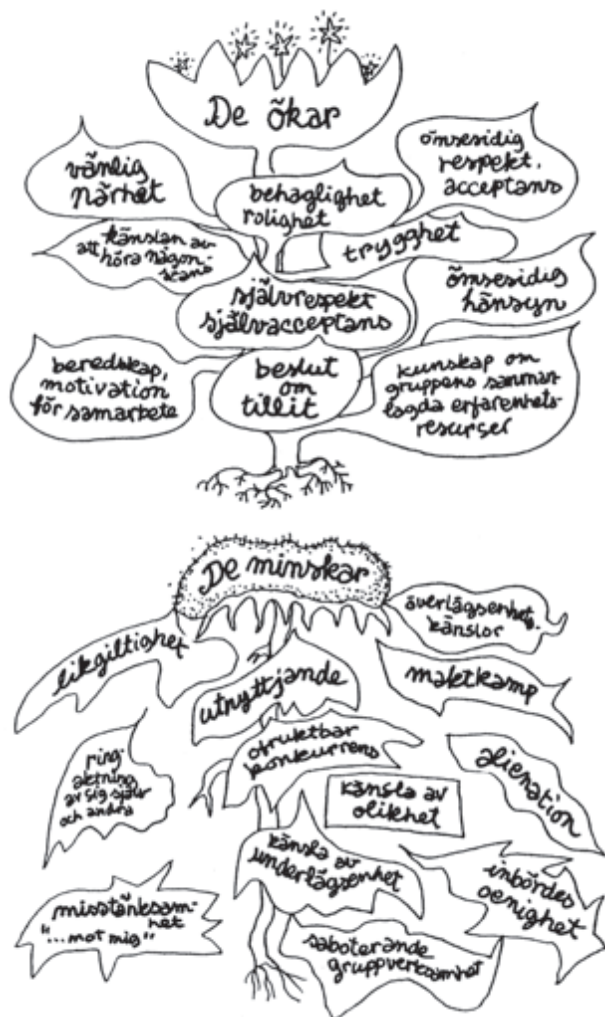 De ökar
vänlig
närhet
ömsesidig
respekt,
acceptans
behaglighet
rolighet
känslan av
att höra någon-
stans
trygghet
självrespekt
självacceptans
ömsesidig
hänsyn
beredskap,
motivation
för samarbete
beslut
om
tillit
kunskap om
gruppens samman-
lagda erfarenhets-
resurser
De minskar
överlägsenhets-
känslor
likgiltighet
utnyttjande
maktkamp
ofruktbar
konkurrens
ring-
aktning
av sig själv
och andra
känsla av
olikhet
alienation
känsla av
underlägsenhet
inbördes
oenighet
misstänksam-
het
"...mot mig"
saboterande
gruppverksamhet